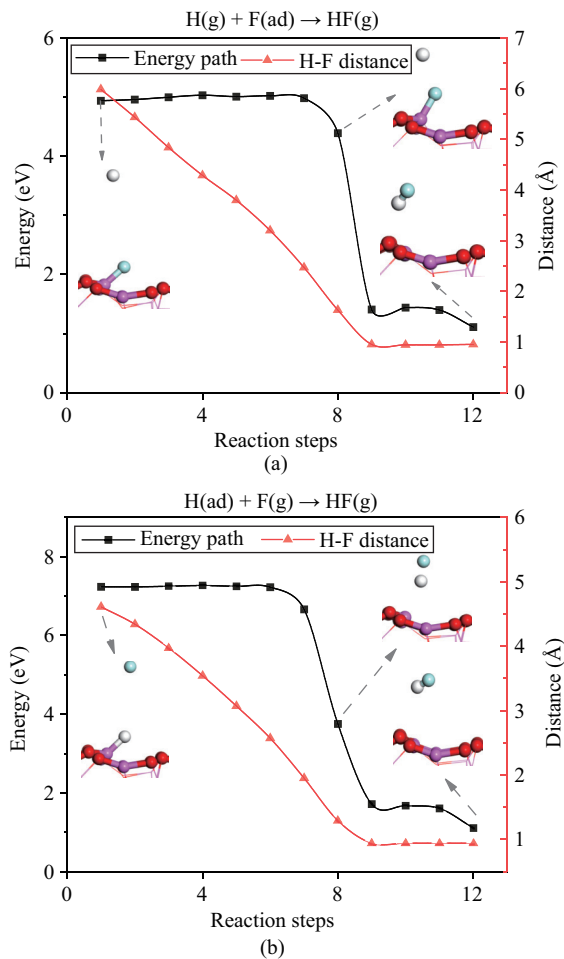 H(g) + F(ad) → HF(g)
Energy path
H-F distance
6
4
2
0
Energy (eV)
7
6
5
4
3
2
1
0
Distance (Å)
0
4
8
12
Reaction steps
(a)
H(ad) + F(g) → HF(g)
Energy path
H-F distance
8
6
4
2
0
Energy (eV)
6
5
4
3
2
1
Distance (Å)
0
4
8
12
Reaction steps
(b)